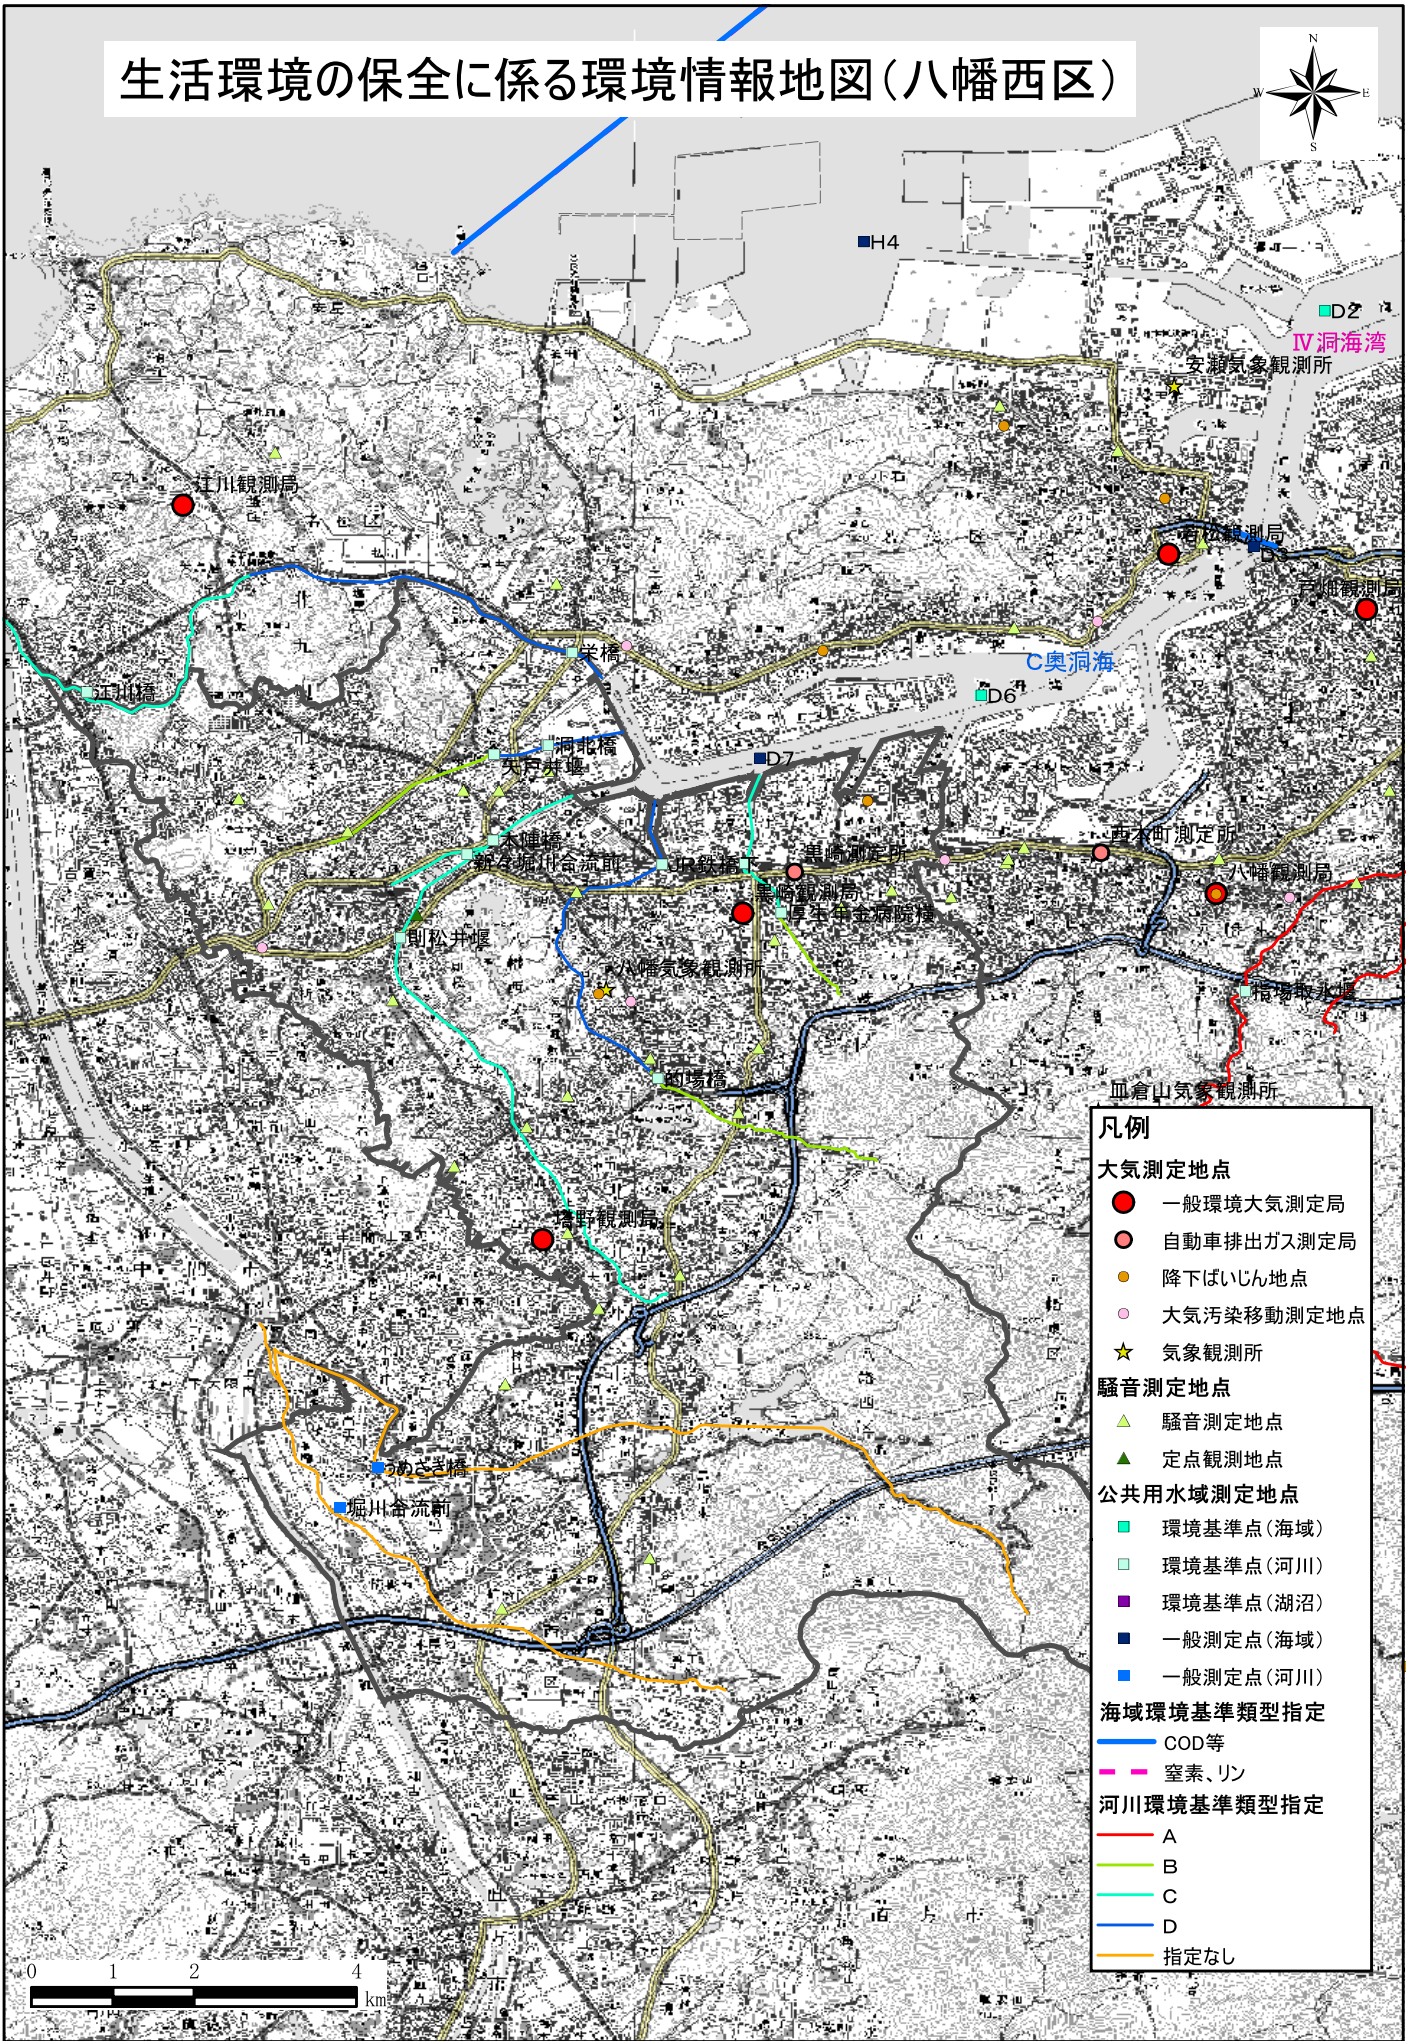 生活環境の保全に係る環境情報地図（八幡西区）
N
W
E
S
H4
D2
Ⅳ洞海湾
安瀬気象観測所
江川観測局
若松観測局
D3
戸畑観測局
栄橋
C奥洞海
江川橋
D6
洞北橋
D7
本陣橋
西本町測定所
新々堀川合流前
JR鉄橋下
黒崎測定所
八幡観測局
黒崎観測局
厚生年金病院横
則松井堰
八幡気象観測所
的場橋
皿倉山気象観測所
塔野観測局
うめざき橋
堀川合流前
凡例
大気測定地点
一般環境大気測定局
自動車排出ガス測定局
降下ばいじん地点
大気汚染移動測定地点
気象観測所
騒音測定地点
騒音測定地点
定点観測地点
公共用水域測定地点
環境基準点（海域）
環境基準点（河川）
環境基準点（湖沼）
一般測定点（海域）
一般測定点（河川）
海域環境基準類型指定
COD等
窒素、リン
河川環境基準類型指定
A
B
C
D
指定なし
0 1 2 4
km